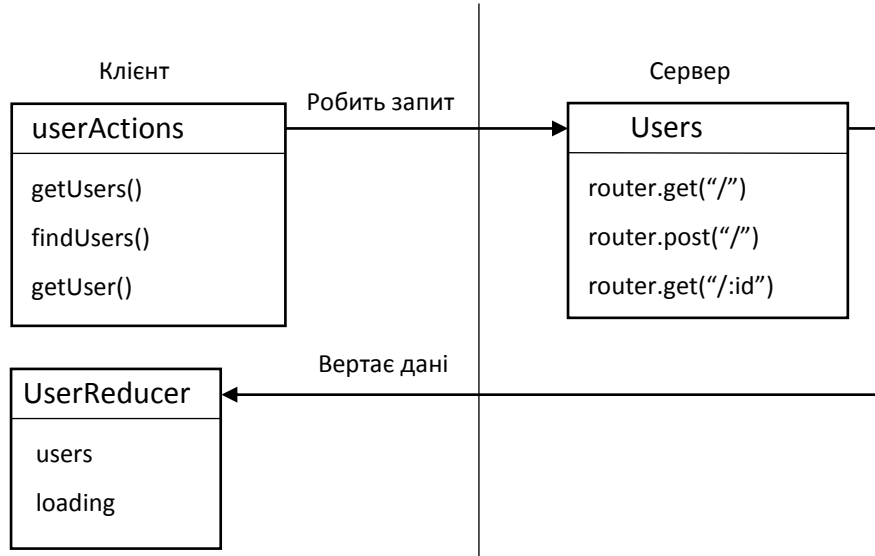 Клієнт
Сервер
Робить запит
userActions
getUsers()
findUsers()
getUser()
Users
router.get(“/”)
router.post(“/”)
router.get(“/:id”)
Вертає дані
UserReducer
users
loading